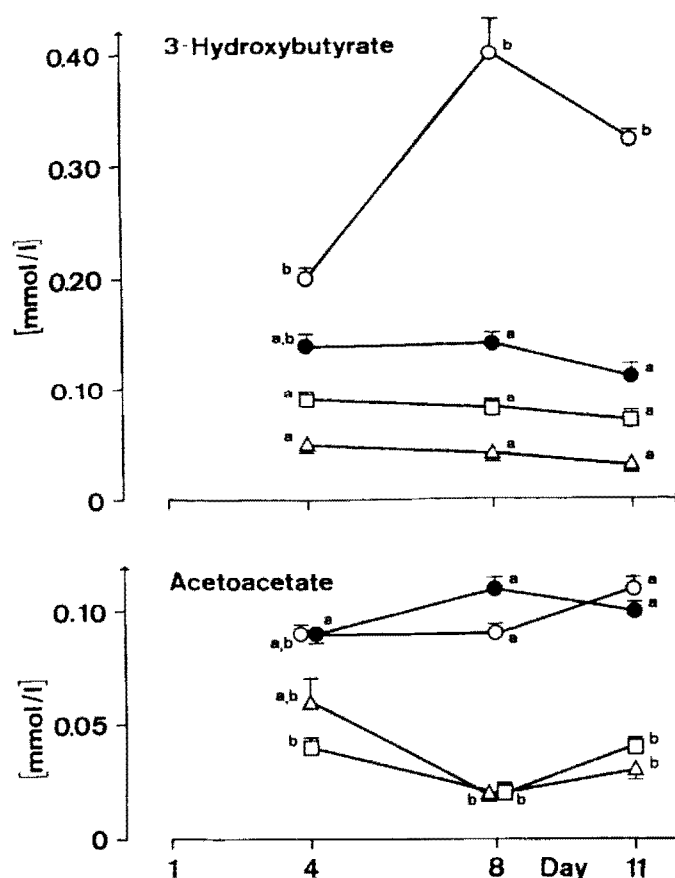 3-Hydroxybutyrate
0.40
b
b
0.30
[mmol/l]
0.20
b
a,b
a
a
0.10
a
a
a
a
a
a
0
Acetoacetate
0.10
a,b
a
a
a
a
a
[mmol/l]
0.05
a,b
b
b
b
b
b
0
1
4
8
Day
11